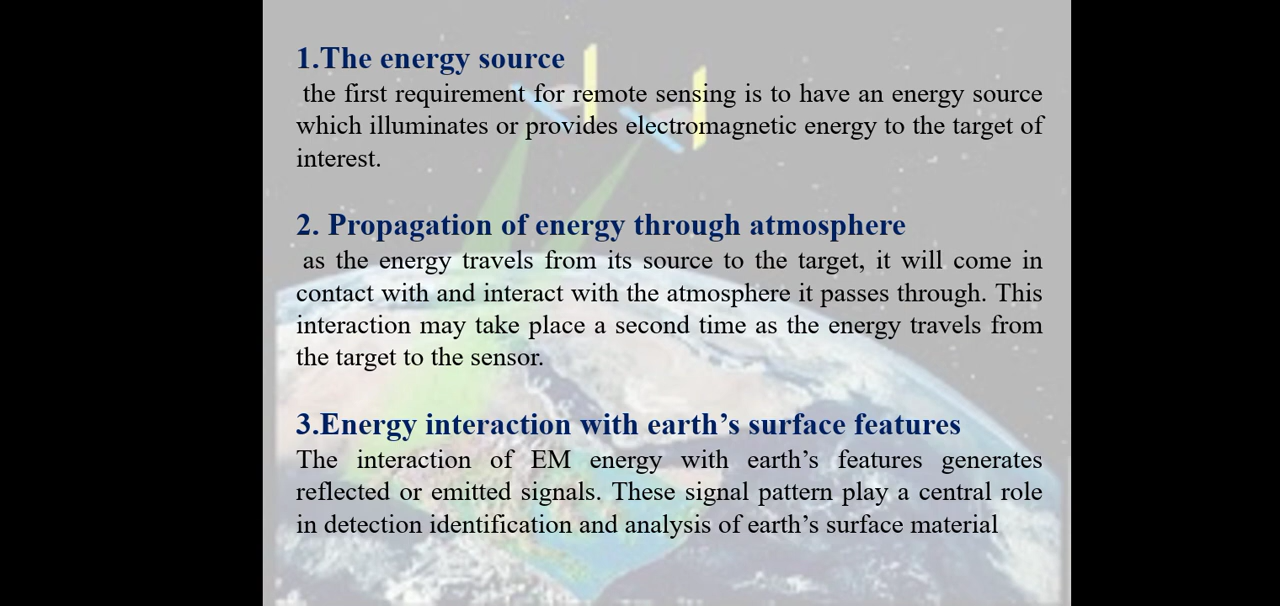 1.The energy source
the first requirement for remote sensing is to have an energy source
which illuminates or provides electromagnetic energy to the target of
interest.
2. Propagation of energy through atmosphere
as the energy travels from its source to the target, it will come in
contact with and interact with the atmosphere it passes through. This
interaction may take place a second time as the energy travels from
the target to the sensor.
3.Energy interaction with earth’s surface features
The interaction of EM energy with earth’s features generates
reflected or emitted signals. These signal pattern play a central role
in detection identification and analysis of earth’s surface material